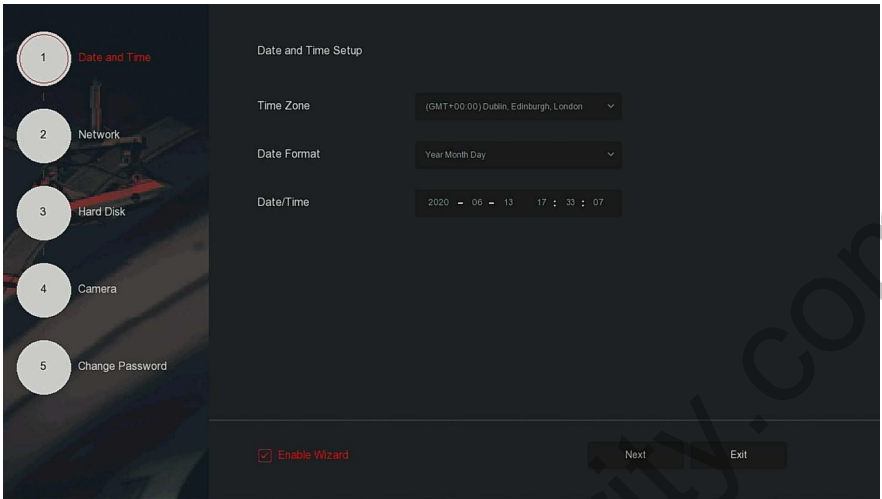 1 Date and Time
2 Network
3 Hard Disk
4 Camera
5 Change Password
Date and Time Setup
Time Zone (GMT+00:00) Dublin, Edinburgh, London
Date Format Year Month Day
Date/Time 2020 - 06 - 13 17 : 33 : 07
Enable Wizard Next Exit